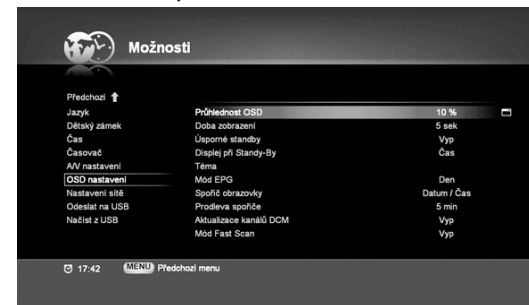 Možnosti
Předchozí
Jazyk
Dětský zámek
Čas
Časovač
A/V nastavení
OSD nastavení
Nastavení sítě
Odeslat na USB
Načíst z USB
Průhlednost OSD 10 %
Doba zobrazení 5 sek
Úsporné standby Vyp
Displej při Standy-By Čas
Téma
Mód EPG Den
Spořič obrazovky Datum / Čas
Prodleva spořiče 5 min
Aktualizace kanálů DCM Vyp
Mód Fast Scan Vyp
17:42 MENU Předchozí menu